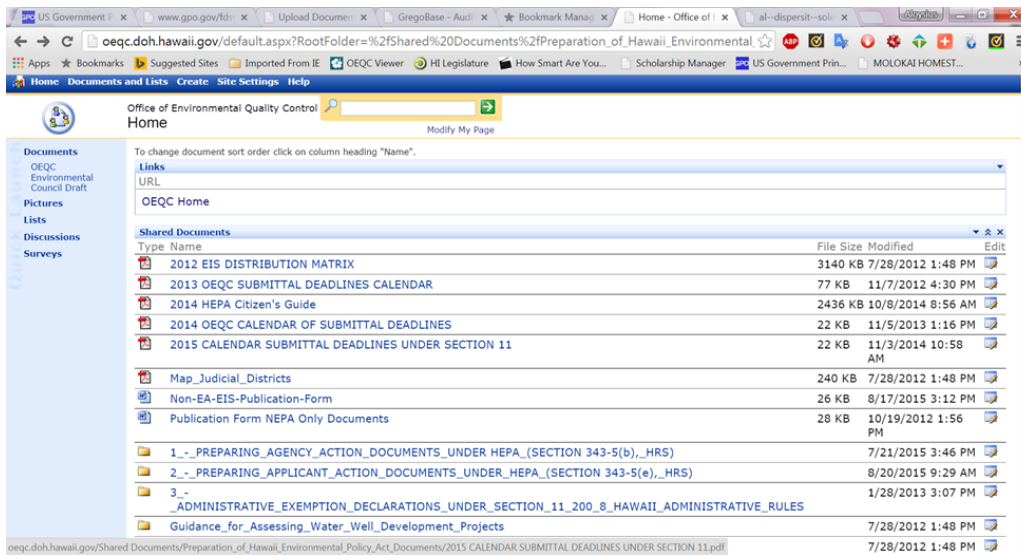 US Government P
www.gpo.gov/fds
Upload Documen
GregoBase - Audi
Bookmark Manag
Home - Office of
al--dispersit--sole
oeqc.doh.hawaii.gov/default.aspx?RootFolder=%2fShared%20Documents%2fPreparation_of_Hawaii_Environmental_
ABP
Apps Bookmarks Suggested Sites Imported From IE OEQC Viewer HI Legislature How Smart Are You... Scholarship Manager US Government Prin... MOLOKAI HOMEST...
Home Documents and Lists Create Site Settings Help
Office of Environmental Quality Control
Home
Modify My Page
Quick Launch
Documents
OEQC
Environmental
Council Draft
Pictures
Lists
Discussions
Surveys
To change document sort order click on column heading "Name".
Links
URL
OEQC Home
Shared Documents
Type Name File Size Modified Edit
2012 EIS DISTRIBUTION MATRIX 3140 KB 7/28/2012 1:48 PM
2013 OEQC SUBMITTAL DEADLINES CALENDAR 77 KB 11/7/2012 4:30 PM
2014 HEPA Citizen's Guide 2436 KB 10/8/2014 8:56 AM
2014 OEQC CALENDAR OF SUBMITTAL DEADLINES 22 KB 11/5/2013 1:16 PM
2015 CALENDAR SUBMITTAL DEADLINES UNDER SECTION 11 22 KB 11/3/2014 10:58
AM
Map_Judicial_Districts 240 KB 7/28/2012 1:48 PM
Non-EA-EIS-Publication-Form 26 KB 8/17/2015 3:12 PM
Publication Form NEPA Only Documents 28 KB 10/19/2012 1:56
PM
1_-_PREPARING_AGENCY_ACTION_DOCUMENTS_UNDER HEPA_(SECTION 343-5(b),_HRS) 7/21/2015 3:46 PM
2_-_PREPARING_APPLICANT_ACTION_DOCUMENTS_UNDER_HEPA_(SECTION 343-5(e),_HRS) 8/20/2015 9:29 AM
3_- 1/28/2013 3:07 PM
_ADMINISTRATIVE_EXEMPTION_DECLARATIONS_UNDER_SECTION_11_200_8_HAWAII_ADMINISTRATIVE_RULES
Guidance_for_Assessing_Water_Well_Development_Projects 7/28/2012 1:48 PM
7/28/2012 1:48 PM
oeqc.doh.hawaii.gov/Shared Documents/Preparation_of_Hawaii_Environmental_Policy_Act_Documents/2015 CALENDAR SUBMITTAL DEADLINES UNDER SECTION 11.pdf